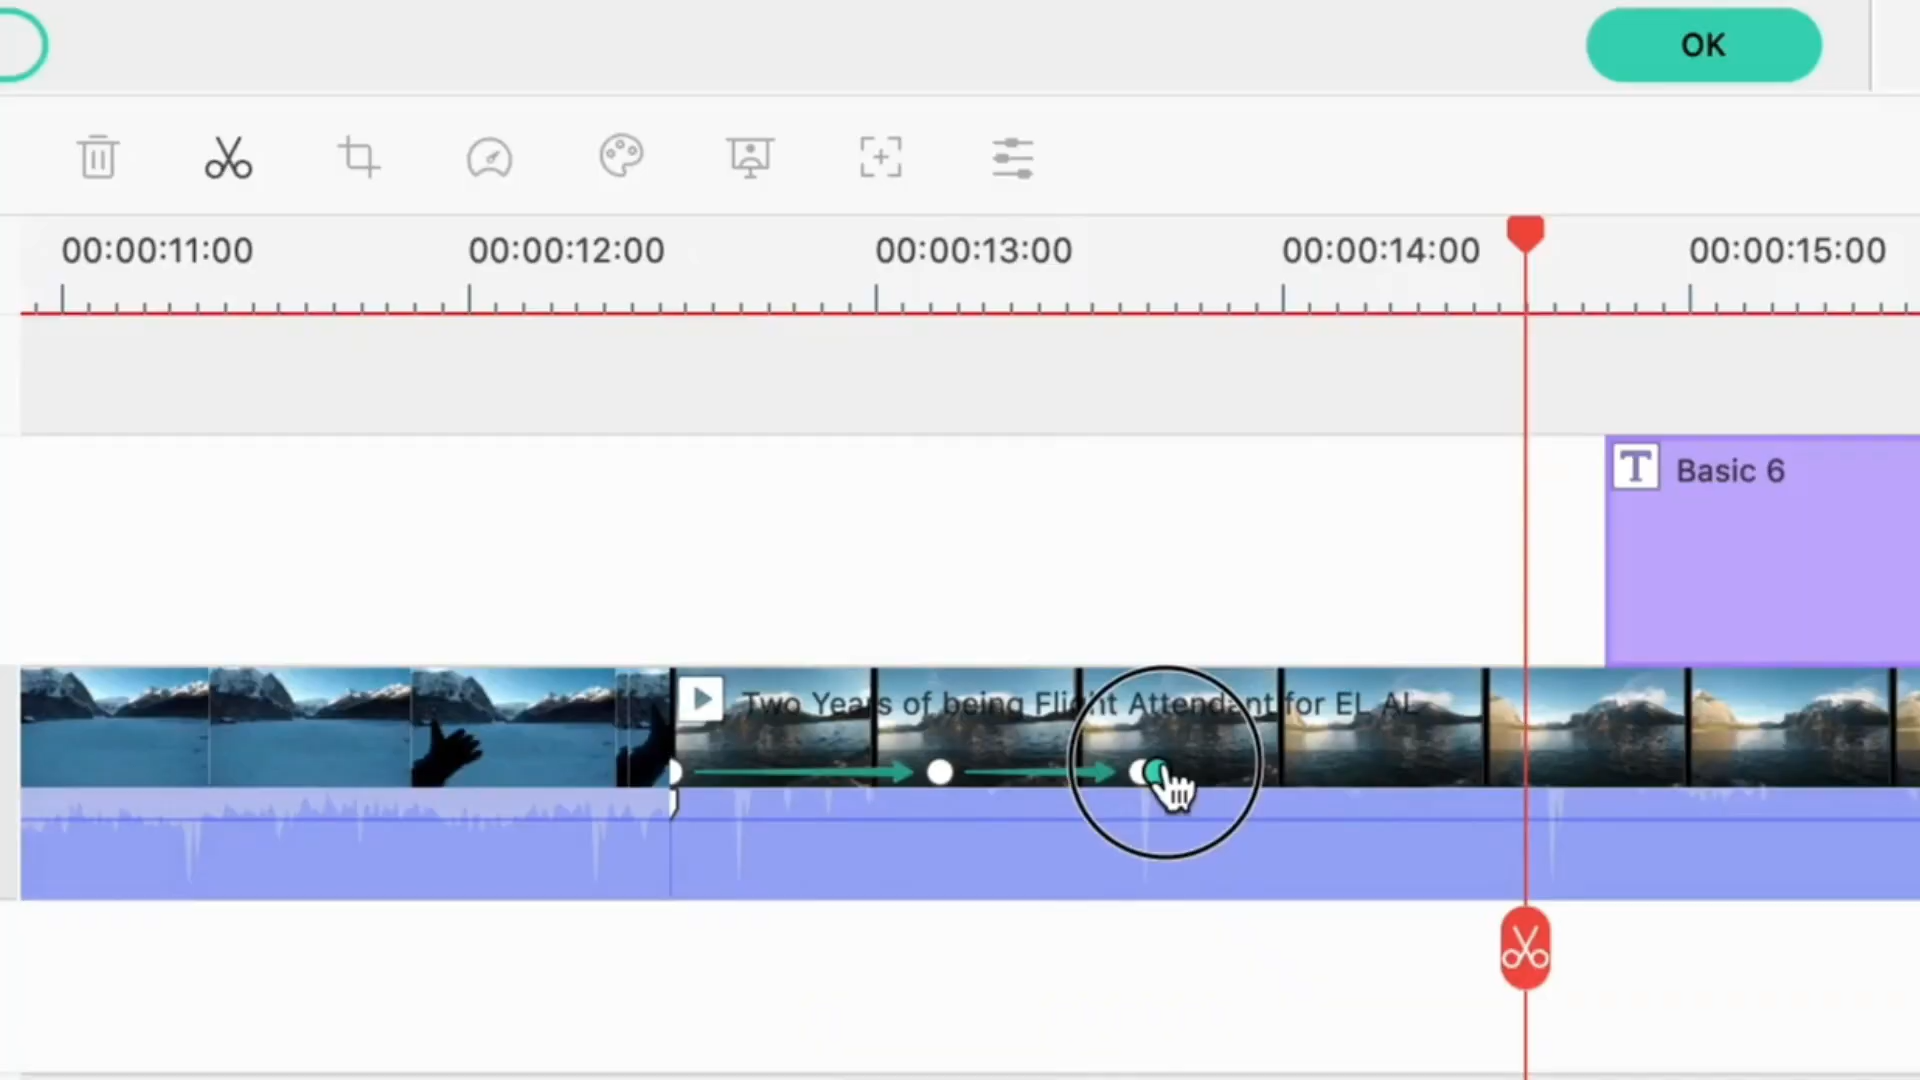 OK
00:00:11:00 00:00:12:00 00:00:13:00 00:00:14:00 00:00:15:00
T Basic 6
Two Years of being Flight Attendant for EL AL